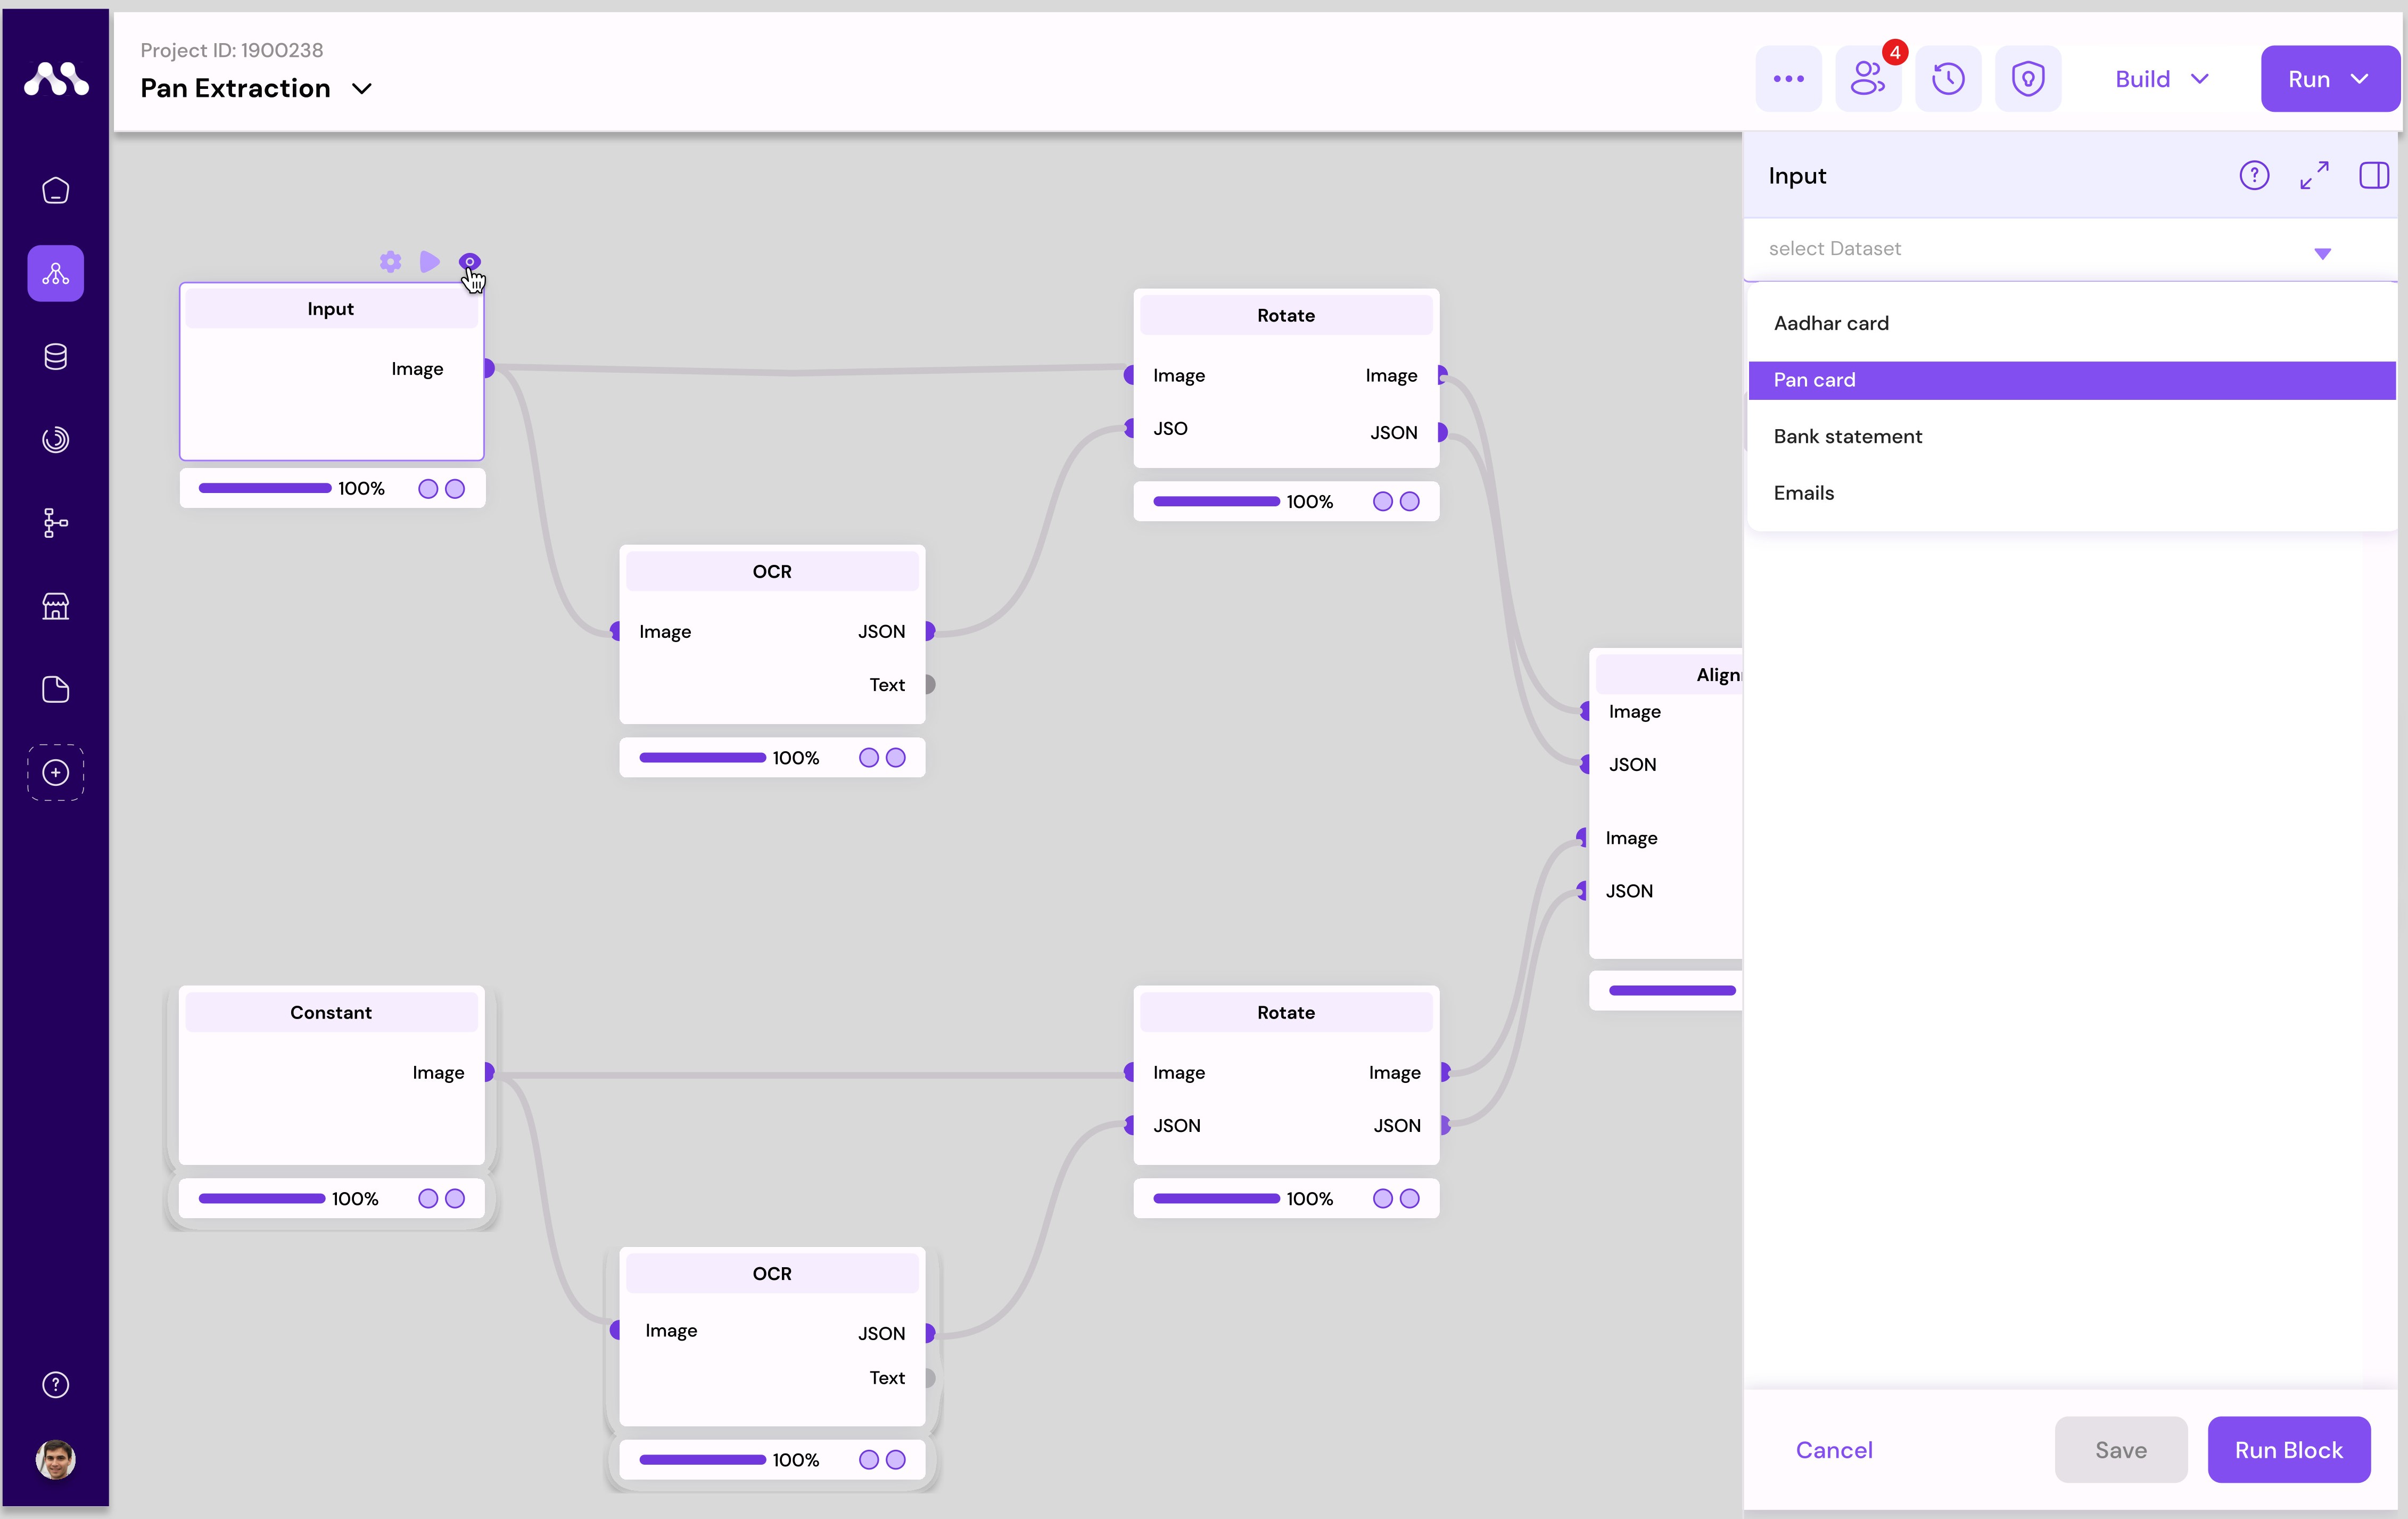 Project ID: 1900238
Pan Extraction
4
Build
Run
Input
select Dataset
Aadhar card
Pan card
Bank statement
Emails
Input
Image
100%
Rotate
Image
Image
JSO
JSON
100%
OCR
Image
JSON
Text
100%
Align
Image
JSON
Image
JSON
Constant
Image
100%
Rotate
Image
Image
JSON
JSON
100%
OCR
Image
JSON
Text
100%
Cancel
Save
Run Block